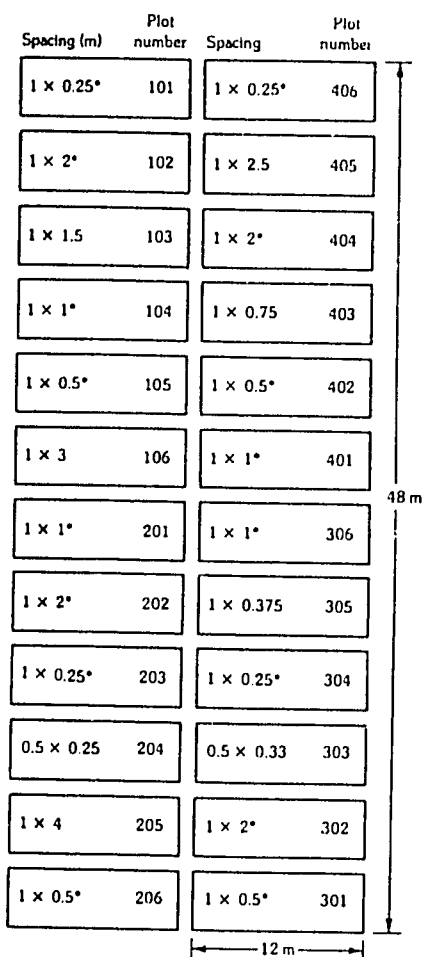 Plot Plot
Spacing (m) number Spacing number
1 × 0.25* 101 1 × 0.25* 406
1 × 2* 102 1 × 2.5 405
1 × 1.5 103 1 × 2* 404
1 × 1* 104 1 × 0.75 403
1 × 0.5* 105 1 × 0.5* 402
1 × 3 106 1 × 1* 401
48 m
1 × 1* 201 1 × 1* 306
1 × 2* 202 1 × 0.375 305
1 × 0.25* 203 1 × 0.25* 304
0.5 × 0.25 204 0.5 × 0.33 303
1 × 4 205 1 × 2* 302
1 × 0.5* 206 1 × 0.5* 301
12 m